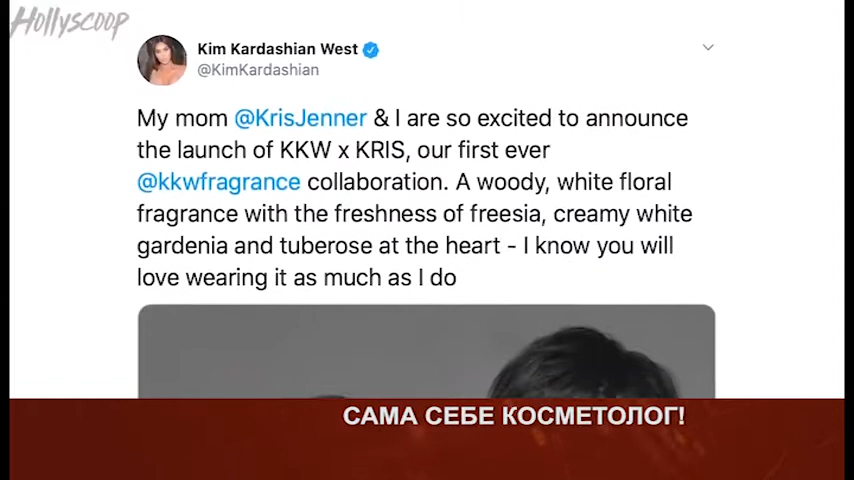 Hollyscoop
Kim Kardashian West
@KimKardashian
My mom @KrisJenner & I are so excited to announce
the launch of KKW x KRIS, our first ever
@kkwfragrance collaboration. A woody, white floral
fragrance with the freshness of freesia, creamy white
gardenia and tuberose at the heart - I know you will
love wearing it as much as I do
САМА СЕБЕ КОСМЕТОЛОГ!